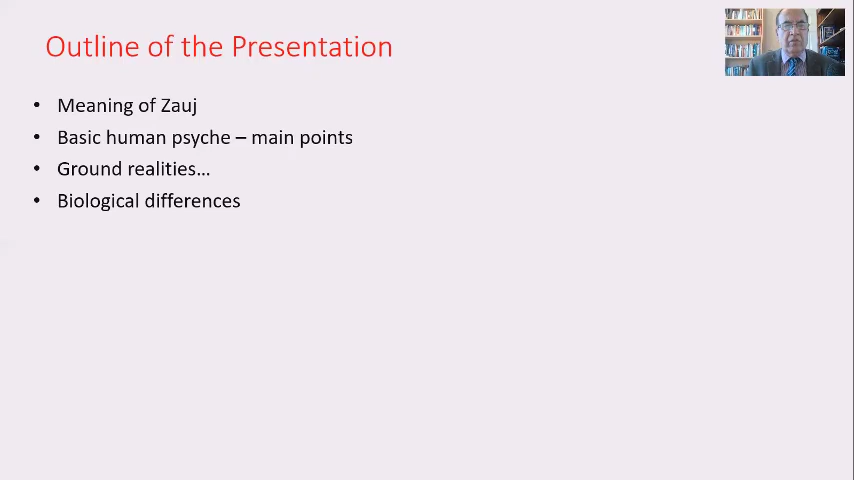 Outline of the Presentation
• Meaning of Zauj
• Basic human psyche – main points
• Ground realities…
• Biological differences